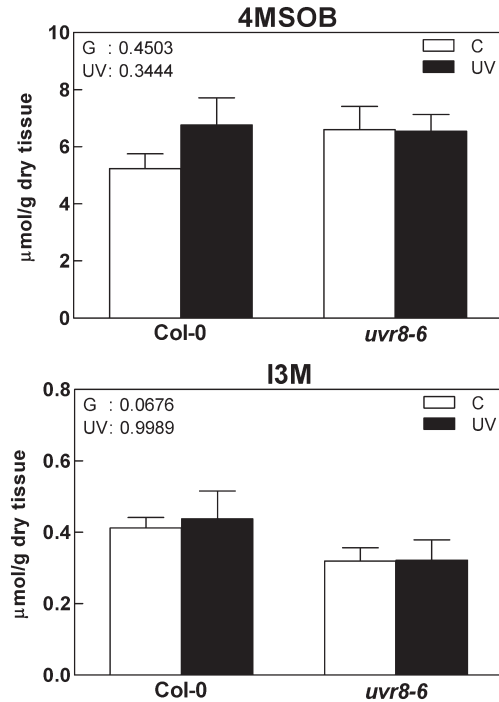 4MSOB
G : 0.4503
UV: 0.3444
C
UV
10
8
6
4
2
0
μmol/g dry tissue
Col-0
uvr8-6
I3M
G : 0.0676
UV: 0.9989
C
UV
0.8
0.6
0.4
0.2
0.0
μmol/g dry tissue
Col-0
uvr8-6